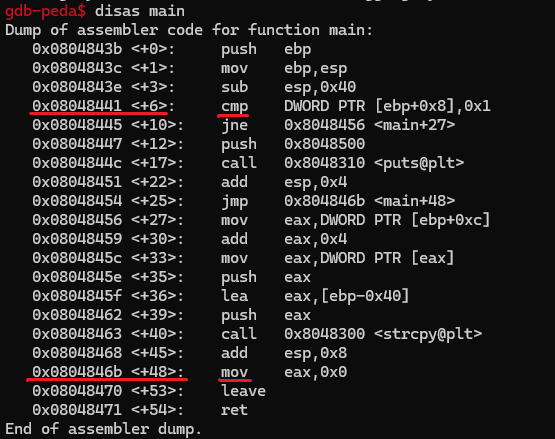 gdb-peda$ disas main
Dump of assembler code for function main:
0x0804843b <+0>: push ebp
0x0804843c <+1>: mov ebp,esp
0x0804843e <+3>: sub esp,0x40
0x08048441 <+6>: cmp DWORD PTR [ebp+0x8],0x1
0x08048445 <+10>: jne 0x8048456 <main+27>
0x08048447 <+12>: push 0x8048500
0x0804844c <+17>: call 0x8048310 <puts@plt>
0x08048451 <+22>: add esp,0x4
0x08048454 <+25>: jmp 0x804846b <main+48>
0x08048456 <+27>: mov eax,DWORD PTR [ebp+0xc]
0x08048459 <+30>: add eax,0x4
0x0804845c <+33>: mov eax,DWORD PTR [eax]
0x0804845e <+35>: push eax
0x0804845f <+36>: lea eax,[ebp-0x40]
0x08048462 <+39>: push eax
0x08048463 <+40>: call 0x8048300 <strcpy@plt>
0x08048468 <+45>: add esp,0x8
0x0804846b <+48>: mov eax,0x0
0x08048470 <+53>: leave
0x08048471 <+54>: ret
End of assembler dump.